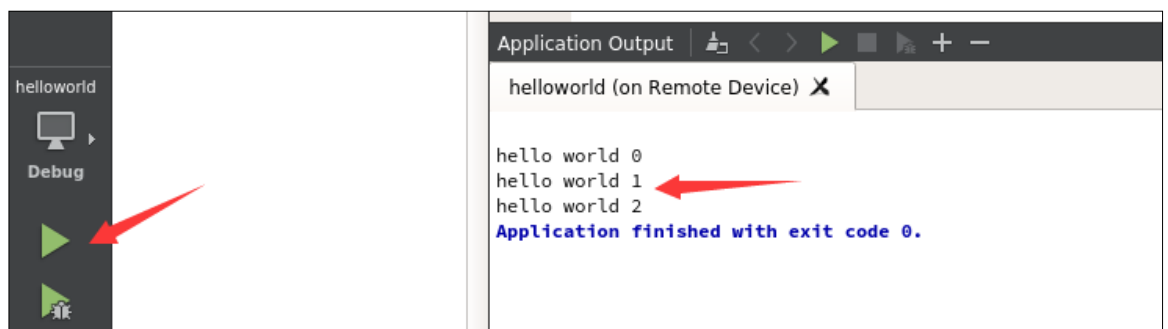 helloworld
Debug
Application Output
helloworld (on Remote Device)
hello world 0
hello world 1
hello world 2
Application finished with exit code 0.